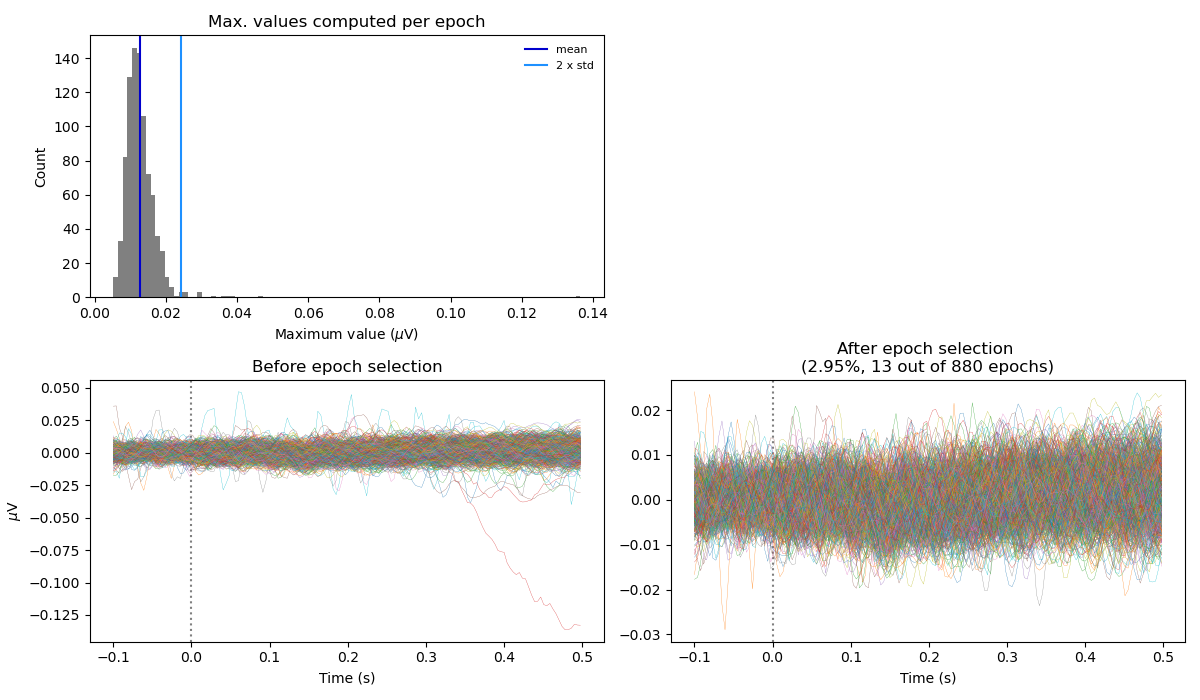 Max. values computed per epoch
mean
2 x std
Count
140
120
100
80
60
40
20
0
0.00 0.02 0.04 0.06 0.08 0.10 0.12 0.14
Maximum value (μV)
Before epoch selection
μV
0.050
0.025
0.000
−0.025
−0.050
−0.075
−0.100
−0.125
−0.1 0.0 0.1 0.2 0.3 0.4 0.5
Time (s)
After epoch selection
(2.95%, 13 out of 880 epochs)
0.02
0.01
0.00
−0.01
−0.02
−0.03
−0.1 0.0 0.1 0.2 0.3 0.4 0.5
Time (s)